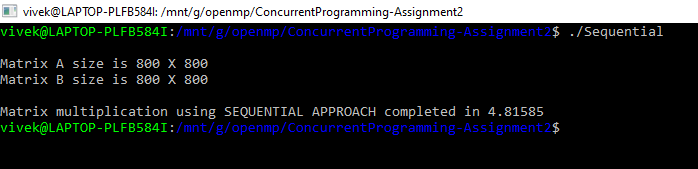 vivek@LAPTOP-PLFB584I: /mnt/g/openmp/ConcurrentProgramming-Assignment2
vivek@LAPTOP-PLFB584I:/mnt/g/openmp/ConcurrentProgramming-Assignment2$ ./Sequential
Matrix A size is 800 X 800
Matrix B size is 800 X 800
Matrix multiplication using SEQUENTIAL APPROACH completed in 4.81585
vivek@LAPTOP-PLFB584I:/mnt/g/openmp/ConcurrentProgramming-Assignment2$